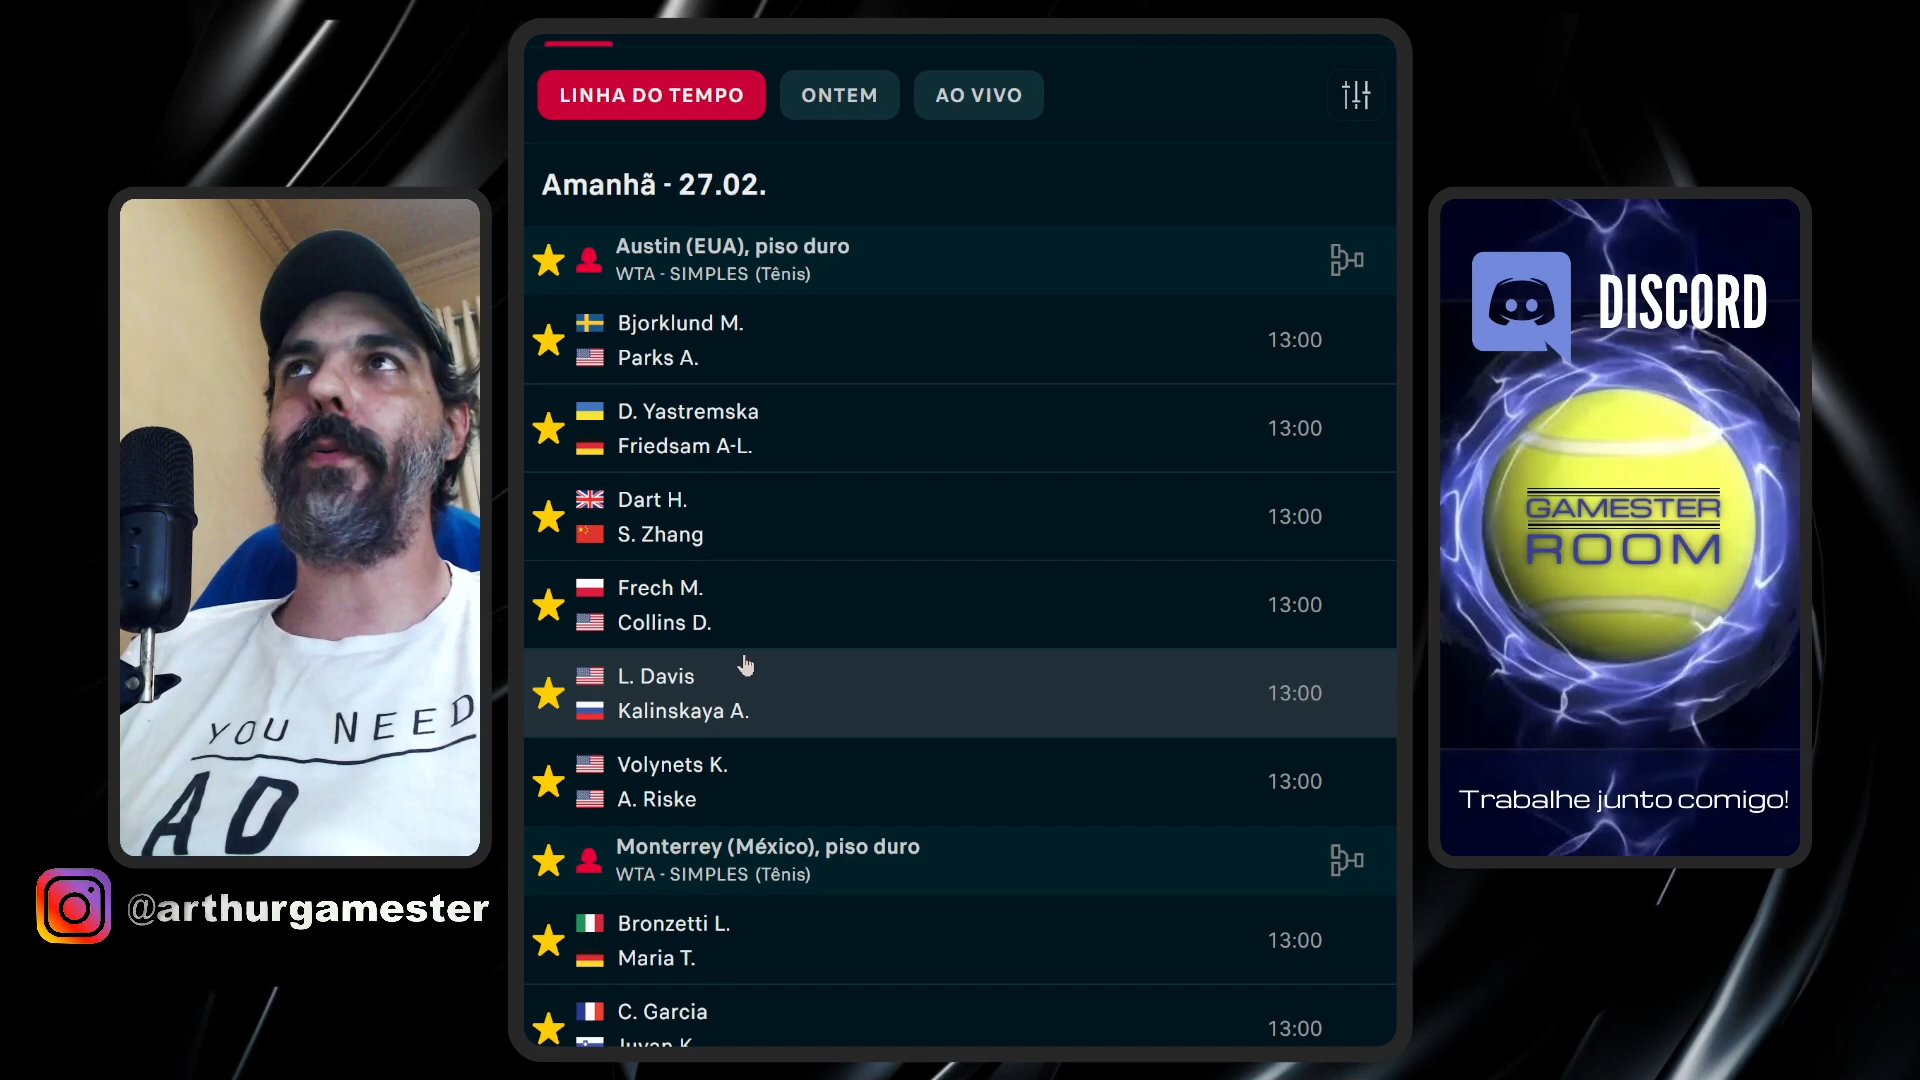 LINHA DO TEMPO
ONTEM
AO VIVO
Amanhã - 27.02.
Austin (EUA), piso duro
WTA - SIMPLES (Tênis)
Bjorklund M.
Parks A.
13:00
D. Yastremska
Friedsam A-L.
13:00
Dart H.
S. Zhang
13:00
Frech M.
Collins D.
13:00
L. Davis
Kalinskaya A.
13:00
Volynets K.
A. Riske
13:00
Monterrey (México), piso duro
WTA - SIMPLES (Tênis)
Bronzetti L.
Maria T.
13:00
C. Garcia
Juvan K.
13:00
YOU NEED
AD
@arthurgamester
DISCORD
GAMESTER
ROOM
Trabalhe junto comigo!